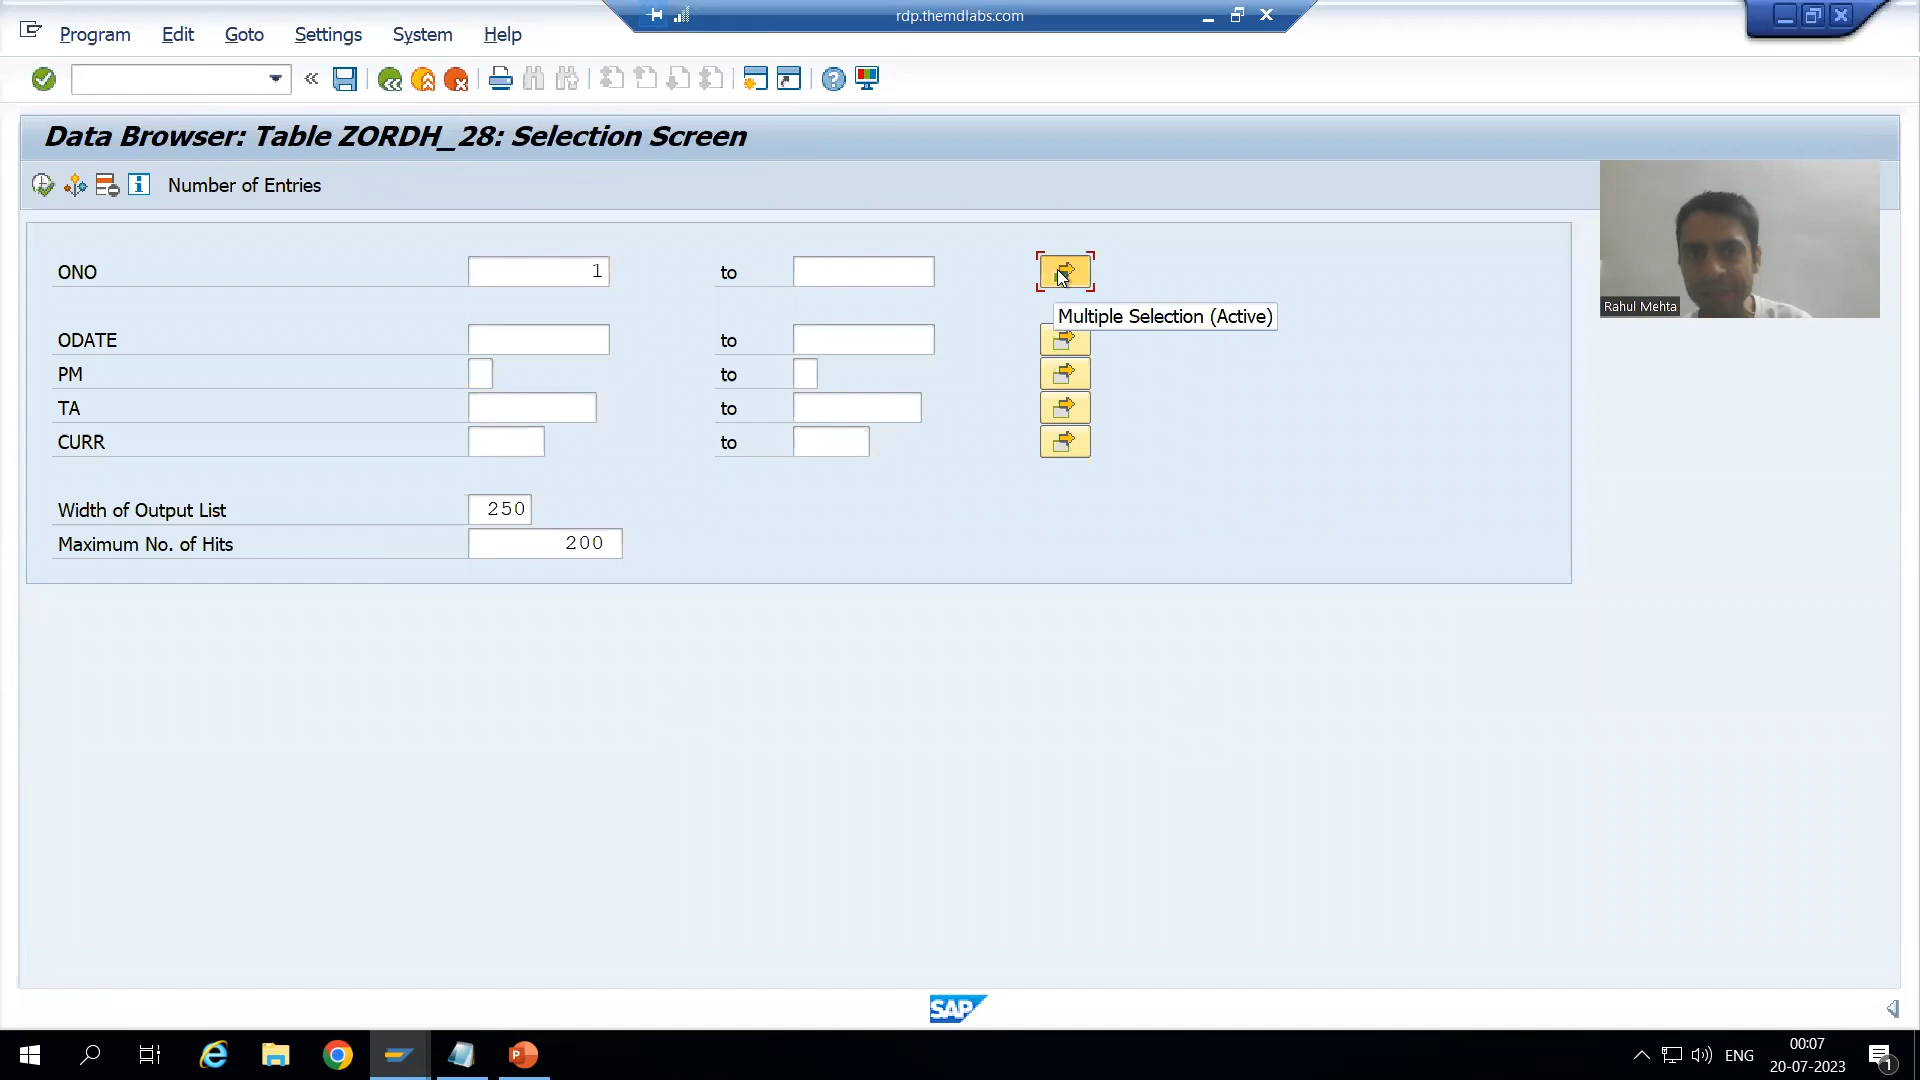 rdp.themdlabs.com
Program Edit Goto Settings System Help
Data Browser: Table ZORDH_28: Selection Screen
Number of Entries
Rahul Mehta
ONO 1 to
Multiple Selection (Active)
ODATE to
PM to
TA to
CURR to
Width of Output List 250
Maximum No. of Hits 200
SAP
ENG
00:07
20-07-2023
1